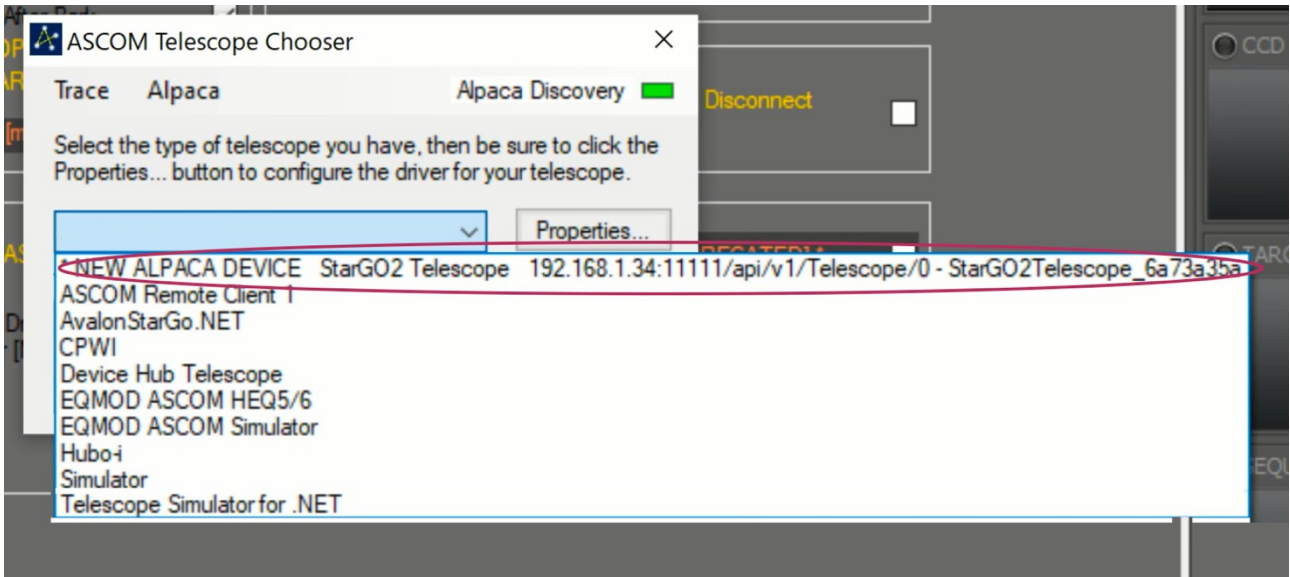 After Park
ASCOM Telescope Chooser
CCD
Trace Alpaca Alpaca Discovery
Disconnect
Select the type of telescope you have, then be sure to click the
Properties... button to configure the driver for your telescope.
Properties...
* NEW ALPACA DEVICE StarGO2 Telescope 192.168.1.34:11111/api/v1/Telescope/0 - StarGO2Telescope_6a73a35a
ASCOM Remote Client 1
AvalonStarGo.NET
CPWI
Device Hub Telescope
EQMOD ASCOM HEQ5/6
EQMOD ASCOM Simulator
Hubo-i
Simulator
Telescope Simulator for .NET